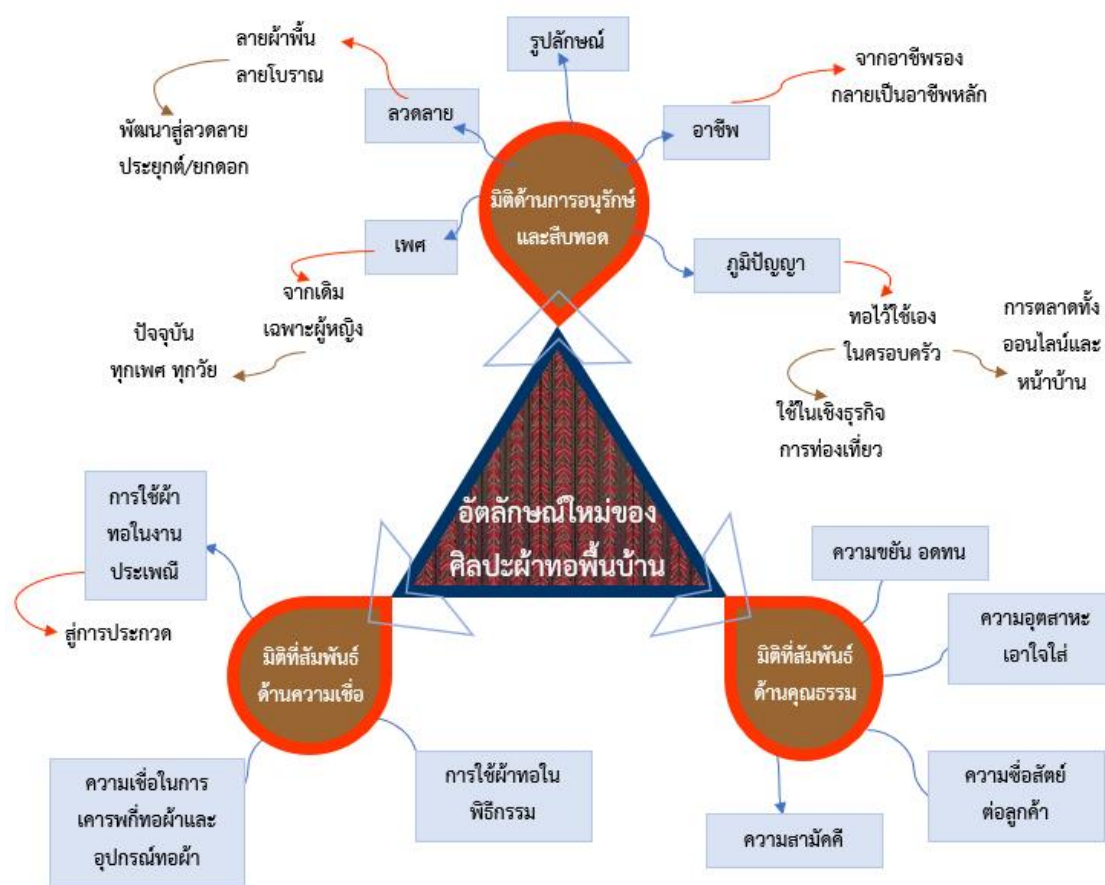 รูปลักษณ์
ลายผ้าพื้น
ลายโบราณ
ลวดลาย
พัฒนาสู่ลวดลาย
ประยุกต์/ยกดอก
อาชีพ
จากอาชีพรอง
กลายเป็นอาชีพหลัก
มิติด้านการอนุรักษ์
และสืบทอด
เพศ
จากเดิม
เฉพาะผู้หญิง
ปัจจุบัน
ทุกเพศ ทุกวัย
ภูมิปัญญา
ทอไว้ใช้เอง
ในครอบครัว
การตลาดทั้ง
ออนไลน์และ
หน้าบ้าน
ใช้ในเชิงธุรกิจ
การท่องเที่ยว
อัตลักษณ์ใหม่ของ
ศิลปะผ้าทอพื้นบ้าน
การใช้ผ้า
ทอในงาน
ประเพณี
สู่การประกวด
มิติที่สัมพันธ์
ด้านความเชื่อ
ความเชื่อในการ
เคารพกี่ทอผ้าและ
อุปกรณ์ทอผ้า
การใช้ผ้าทอใน
พิธีกรรม
มิติที่สัมพันธ์
ด้านคุณธรรม
ความขยัน อดทน
ความอุตสาหะ
เอาใจใส่
ความซื่อสัตย์
ต่อลูกค้า
ความสามัคคี